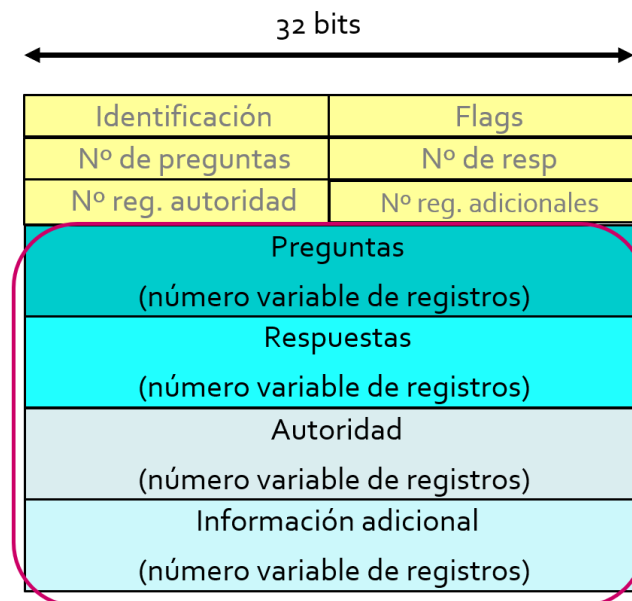 32 bits
Identificación Flags
Nº de preguntas Nº de resp
Nº reg. autoridad Nº reg. adicionales
Preguntas
(número variable de registros)
Respuestas
(número variable de registros)
Autoridad
(número variable de registros)
Información adicional
(número variable de registros)